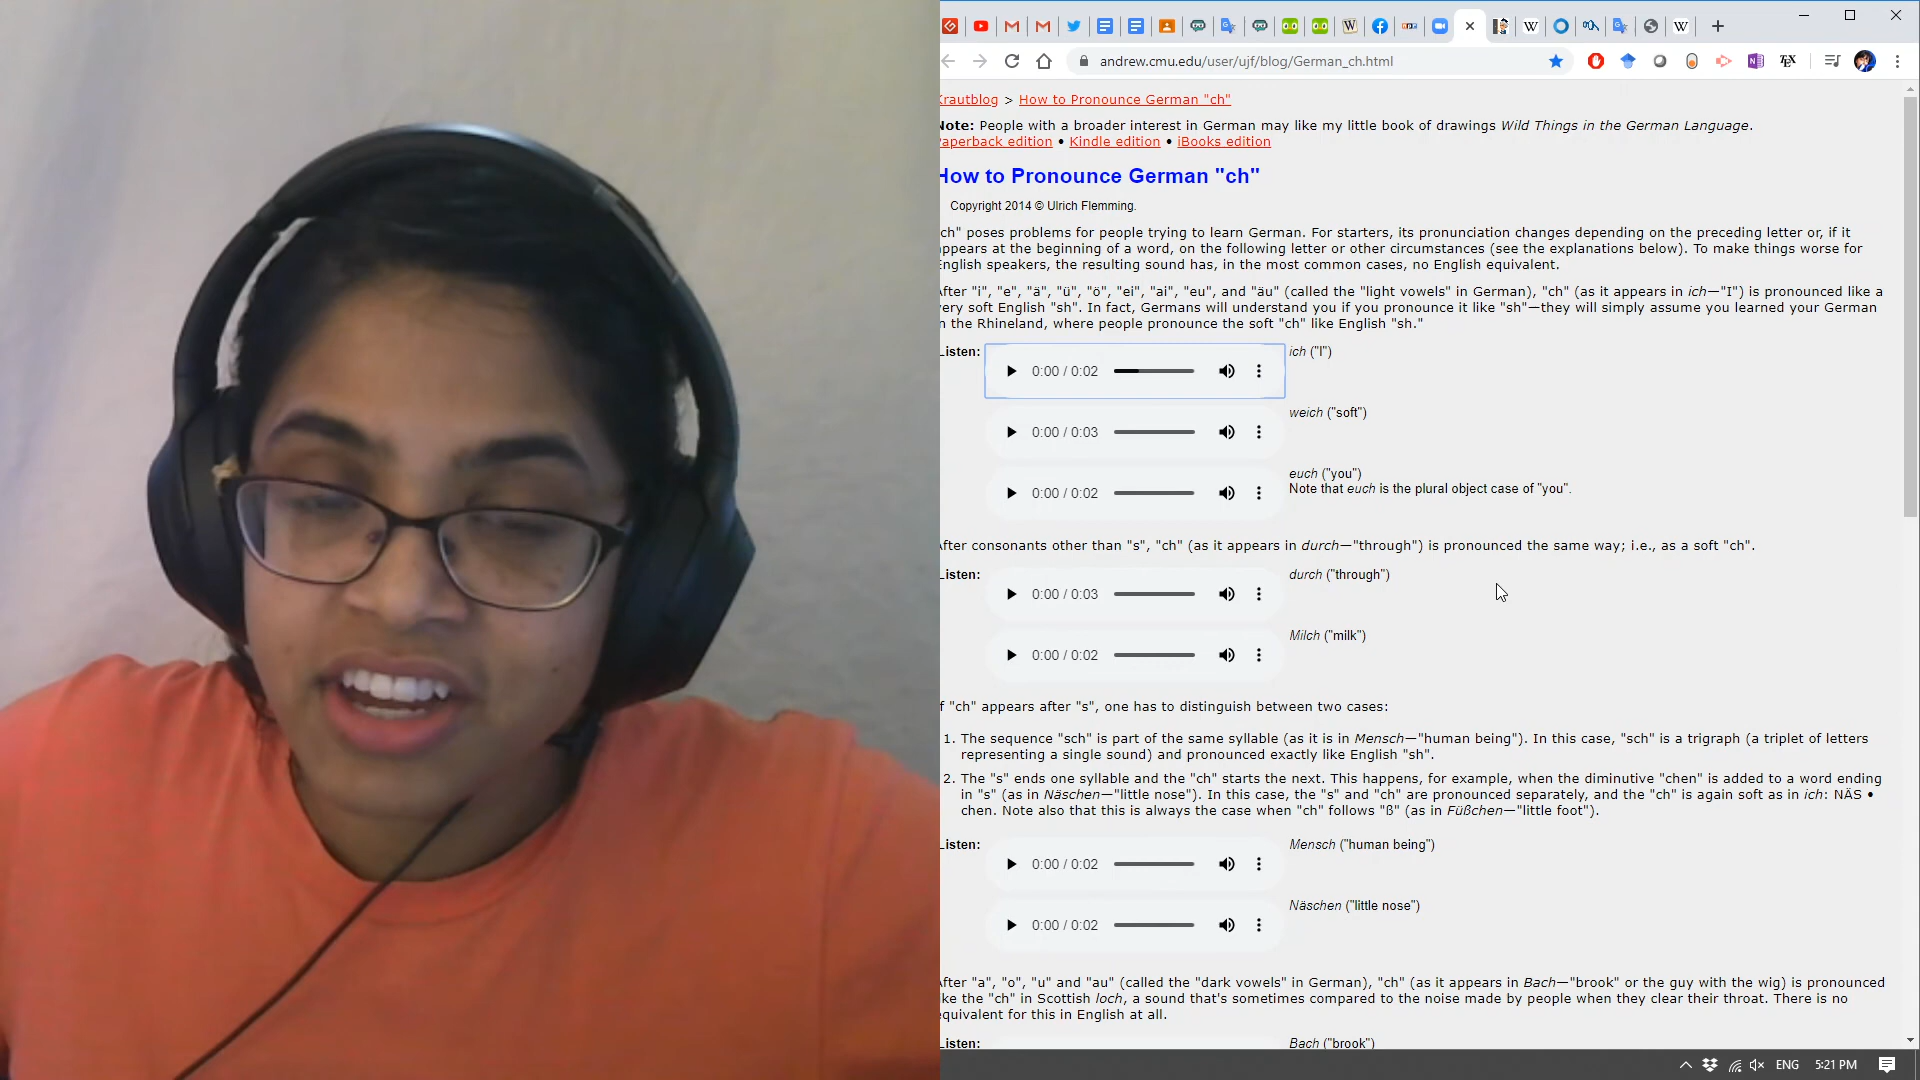 andrew.cmu.edu/user/ujf/blog/German_ch.html
Krautblog > How to Pronounce German "ch"
Note: People with a broader interest in German may like my little book of drawings Wild Things in the German Language.
Paperback edition • Kindle edition • iBooks edition
How to Pronounce German "ch"
Copyright 2014 © Ulrich Flemming.
"ch" poses problems for people trying to learn German. For starters, its pronunciation changes depending on the preceding letter or, if it
appears at the beginning of a word, on the following letter or other circumstances (see the explanations below). To make things worse for
English speakers, the resulting sound has, in the most common cases, no English equivalent.
After "i", "e", "ä", "ü", "ö", "ei", "ai", "eu", and "äu" (called the "light vowels" in German), "ch" (as it appears in ich—"I") is pronounced like a
very soft English "sh". In fact, Germans will understand you if you pronounce it like "sh"—they will simply assume you learned your German
in the Rhineland, where people pronounce the soft "ch" like English "sh."
Listen: 0:00 / 0:02 ich ("I")
0:00 / 0:03 weich ("soft")
0:00 / 0:02 euch ("you")
Note that euch is the plural object case of "you".
After consonants other than "s", "ch" (as it appears in durch—"through") is pronounced the same way; i.e., as a soft "ch".
Listen: 0:00 / 0:03 durch ("through")
0:00 / 0:02 Milch ("milk")
If "ch" appears after "s", one has to distinguish between two cases:
1. The sequence "sch" is part of the same syllable (as it is in Mensch—"human being"). In this case, "sch" is a trigraph (a triplet of letters
representing a single sound) and pronounced exactly like English "sh".
2. The "s" ends one syllable and the "ch" starts the next. This happens, for example, when the diminutive "chen" is added to a word ending
in "s" (as in Näschen—"little nose"). In this case, the "s" and "ch" are pronounced separately, and the "ch" is again soft as in ich: NÄS •
chen. Note also that this is always the case when "ch" follows "ß" (as in Füßchen—"little foot").
Listen: 0:00 / 0:02 Mensch ("human being")
0:00 / 0:02 Näschen ("little nose")
After "a", "o", "u" and "au" (called the "dark vowels" in German), "ch" (as it appears in Bach—"brook" or the guy with the wig) is pronounced
like the "ch" in Scottish loch, a sound that's sometimes compared to the noise made by people when they clear their throat. There is no
equivalent for this in English at all.
Listen: Bach ("brook")
ENG 5:21 PM